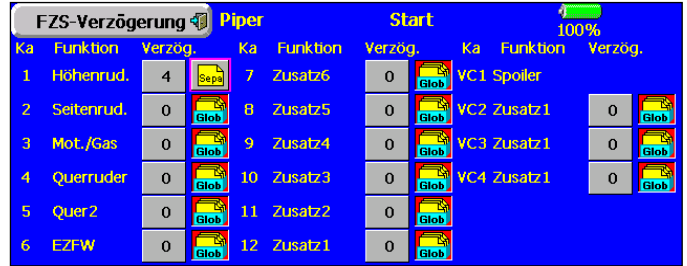 FZS-Verzögerung Piper Start 100%
Ka Funktion Verzög. Ka Funktion Verzög. Ka Funktion Verzög.
1 Höhenrud. 4 Sepa 7 Zusatz6 0 Glob VC1 Spoiler
2 Seitenrud. 0 Glob 8 Zusatz5 0 Glob VC2 Zusatz1 0 Glob
3 Mot./Gas 0 Glob 9 Zusatz4 0 Glob VC3 Zusatz1 0 Glob
4 Querruder 0 Glob 10 Zusatz3 0 Glob VC4 Zusatz1 0 Glob
5 Quer2 0 Glob 11 Zusatz2 0 Glob
6 EZFW 0 Glob 12 Zusatz1 0 Glob